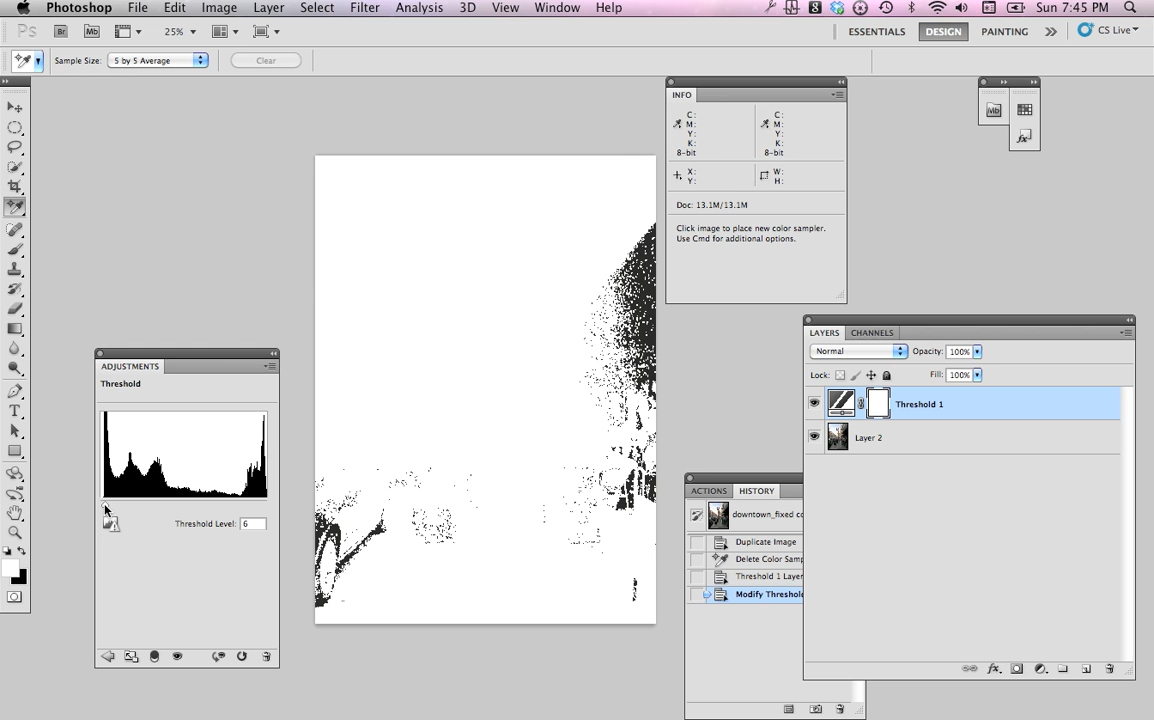 Photoshop File Edit Image Layer Select Filter Analysis 3D View Window Help Sun 7:45 PM
Ps Br Mb 25% ESSENTIALS DESIGN PAINTING CS Live
Sample Size: 5 by 5 Average Clear
INFO
C: C:
M: M:
Y: Y:
K: K:
8-bit 8-bit
X: W:
Y: H:
Doc: 13.1M/13.1M
Click image to place new color sampler.
Use Cmd for additional options.
Mb
fx
LAYERS CHANNELS
Normal Opacity: 100%
Lock: Fill: 100%
Threshold 1
Layer 2
fx
ADJUSTMENTS
Threshold
Threshold Level: 6
ACTIONS HISTORY
downtown_fixed co
Duplicate Image
Delete Color Samp
Threshold 1 Layer
Modify Threshold
T